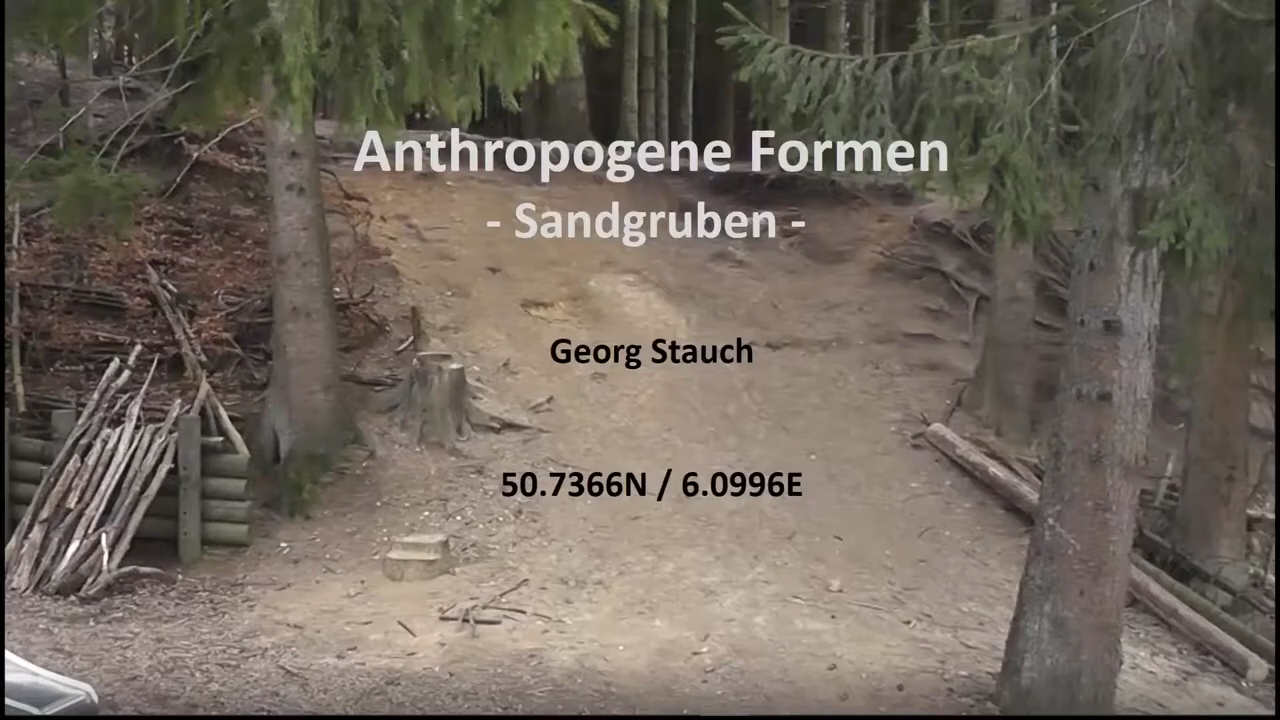 Anthropogene Formen
- Sandgruben -
Georg Stauch
50.7366N / 6.0996E